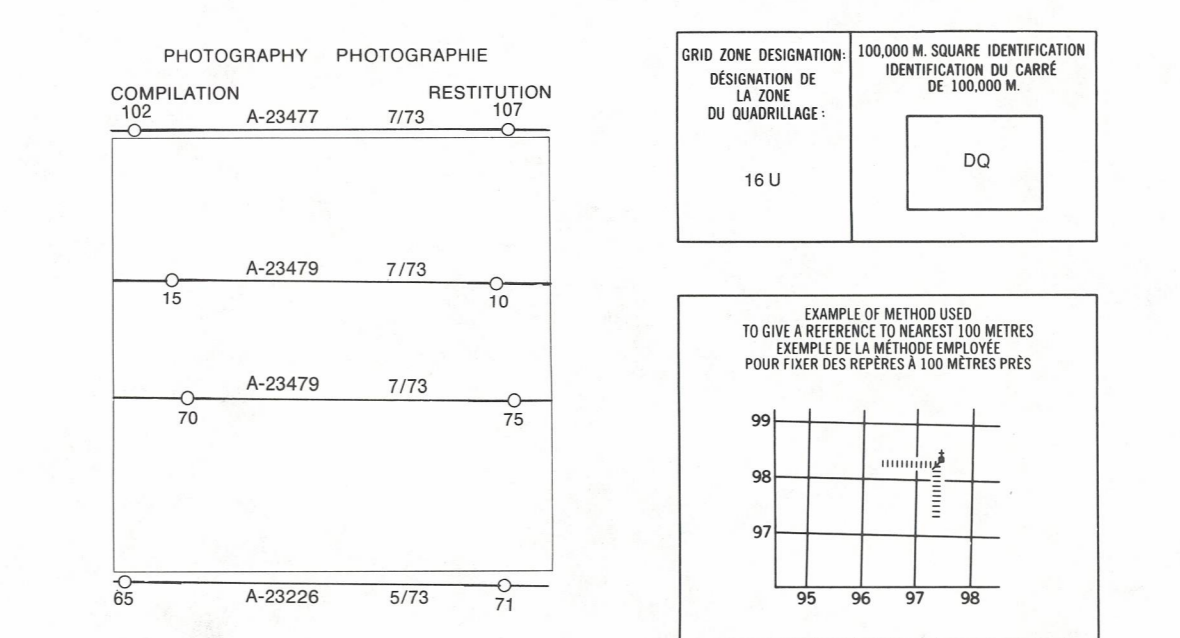 PHOTOGRAPHY PHOTOGRAPHIE
COMPILATION RESTITUTION
102 A-23477 7/73 107
A-23479 7/73
15 10
A-23479 7/73
70 75
65 A-23226 5/73 71
GRID ZONE DESIGNATION:
DÉSIGNATION DE
LA ZONE
DU QUADRILLAGE :
16 U
100,000 M. SQUARE IDENTIFICATION
IDENTIFICATION DU CARRÉ
DE 100,000 M.
DQ
EXAMPLE OF METHOD USED
TO GIVE A REFERENCE TO NEAREST 100 METRES
EXEMPLE DE LA MÉTHODE EMPLOYÉE
POUR FIXER DES REPÈRES À 100 MÈTRES PRÈS
99
98
97
95 96 97 98